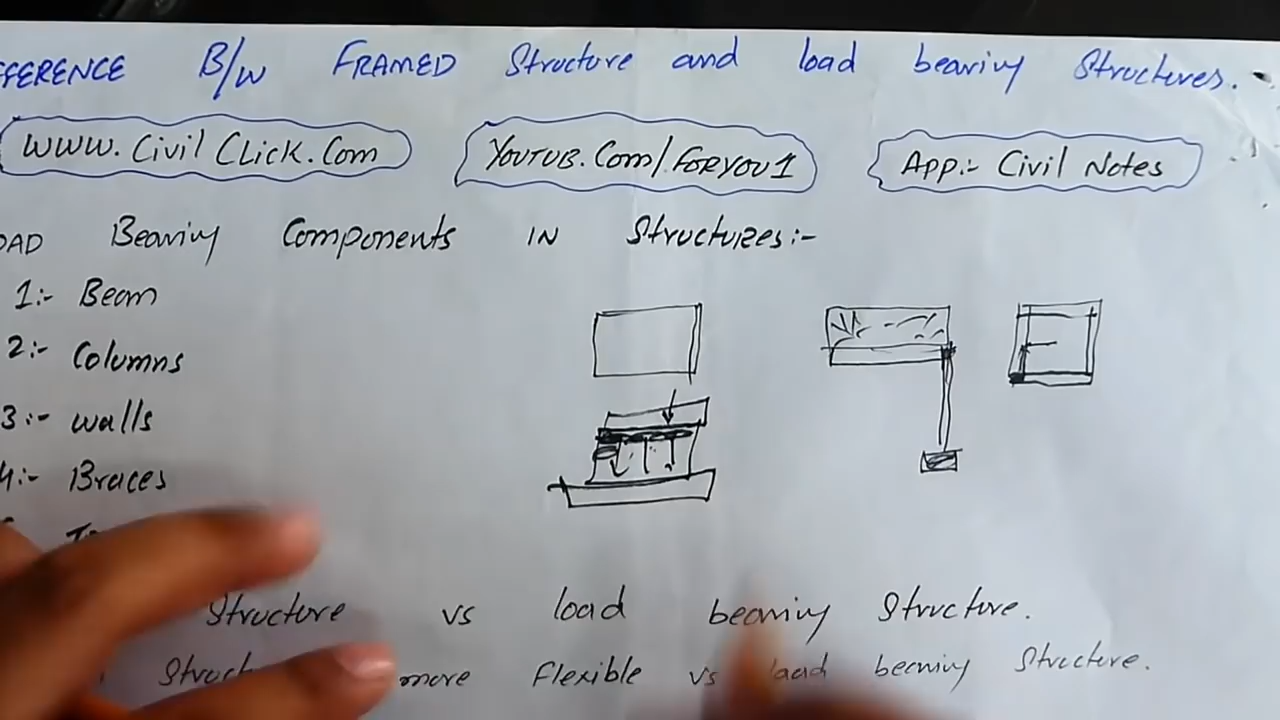 FFERENCE B/W FRAMED Structure and load bearing Structures.
WWW.Civil Click.Com
YOUTUB.Com/FORYOU1
App:- Civil Notes
OAD Bearing Components IN Structures:-
1:- Beam
2:- Columns
3:- walls
4:- Braces
Structure vs load bearing Structure.
Struct more Flexible vs load bearing Structure.